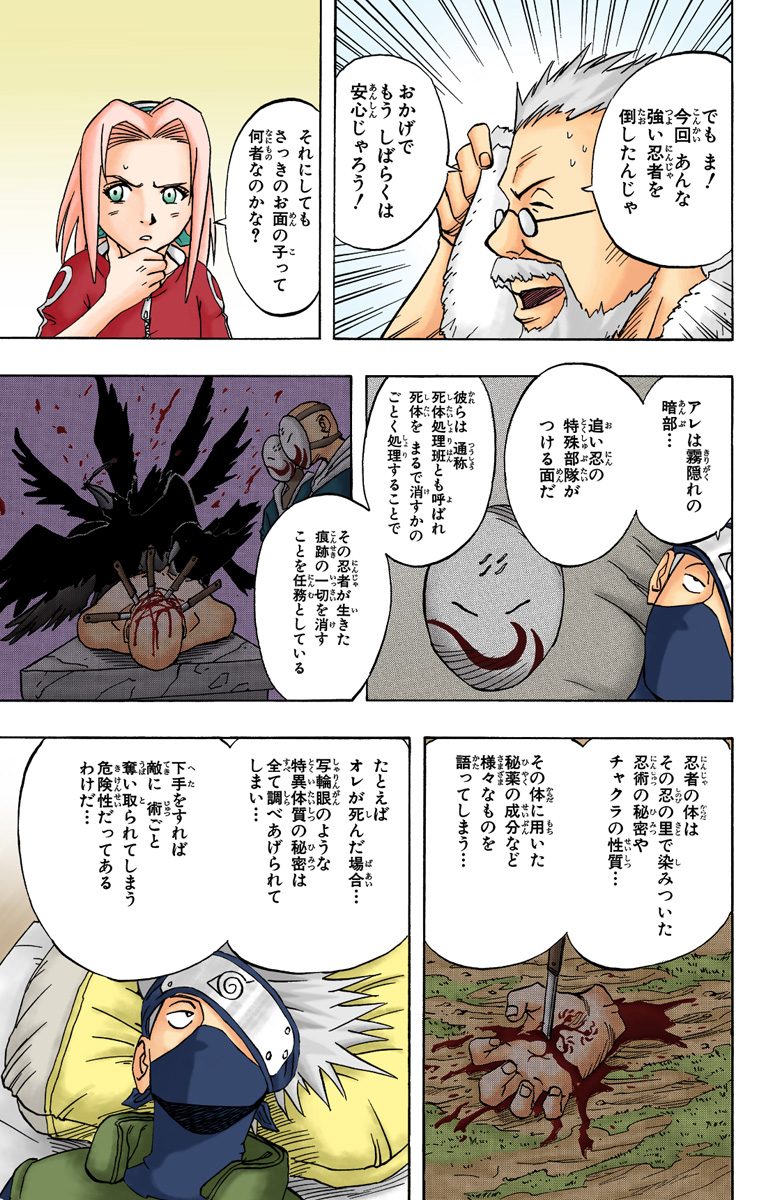 でも ま！
今回 あんな
強い忍者を
倒したんじゃ
おかげで
もう しばらくは
安心じゃろう！
それにしても
さっきのお面の子って
何者なのかな？
アレは霧隠れの
暗部…
追い忍の
特殊部隊が
つける面だ
彼らは 通称
死体処理班とも呼ばれ
死体を まるで消すかの
ごとく処理することで
その忍者が生きた
痕跡の一切を消す
ことを任務としている
忍者の体は
その忍の里で染みついた
忍術の秘密や
チャクラの性質…
その体に用いた
秘薬の成分など
様々なものを
語ってしまう…
たとえば
オレが死んだ場合…
写輪眼のような
特異体質の秘密は
全て調べあげられて
しまい…
下手をすれば
敵に 術ごと
奪い取られてしまう
危険性だってある
わけだ…